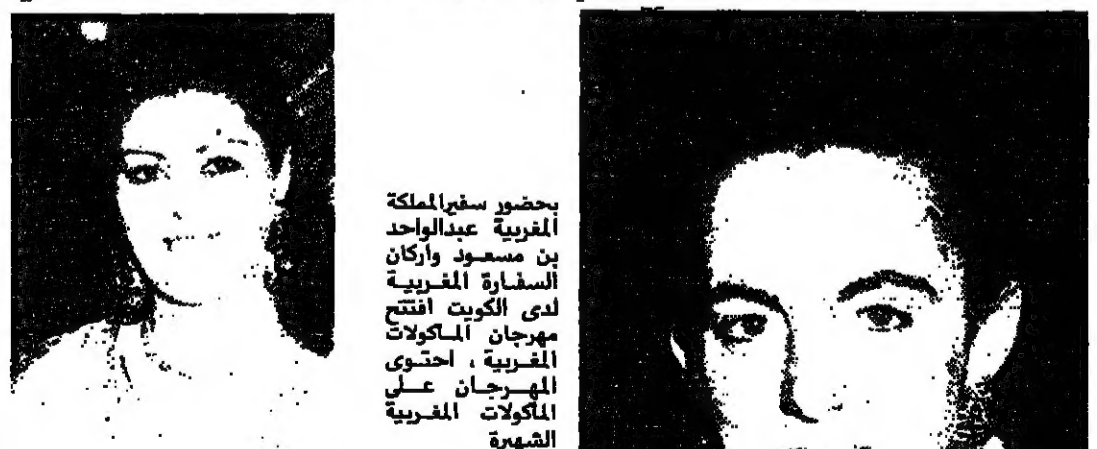 بحضور سفير المملكة
المغربية عبدالواحد
بن مسعود واركان
السفارة المغربية
لدى الكويت افتتح
مهرجان المأكولات
المغربية ، احتوى
المهرجان على
المأكولات المغربية
الشهيرة